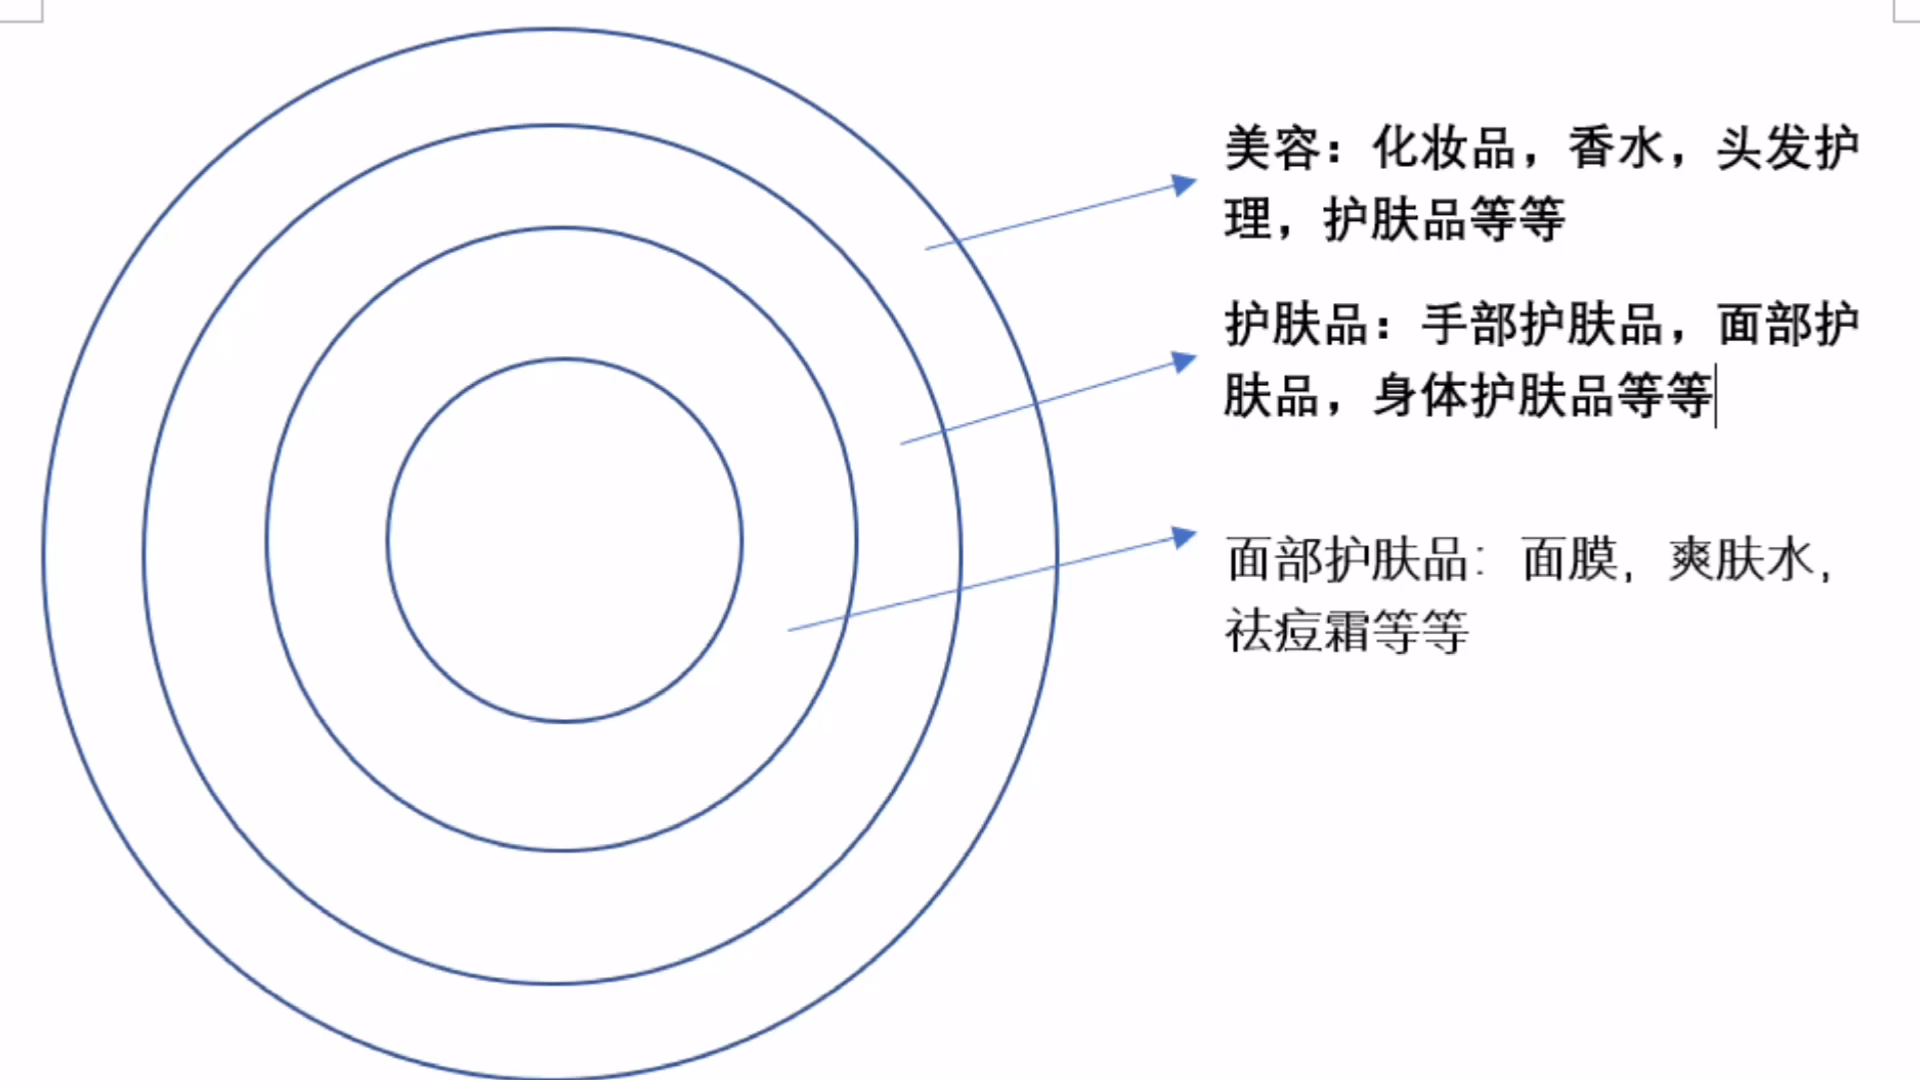 美容：化妆品，香水，头发护
理，护肤品等等
护肤品：手部护肤品，面部护
肤品，身体护肤品等等
面部护肤品：面膜，爽肤水，
祛痘霜等等